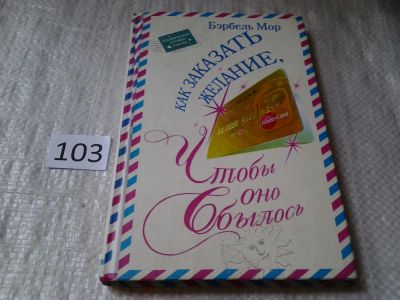 Бэрбель Мор
КАК ЗАКАЗАТЬ
ЖЕЛАНИЕ,
Чтобы
оно
Сбылось
103